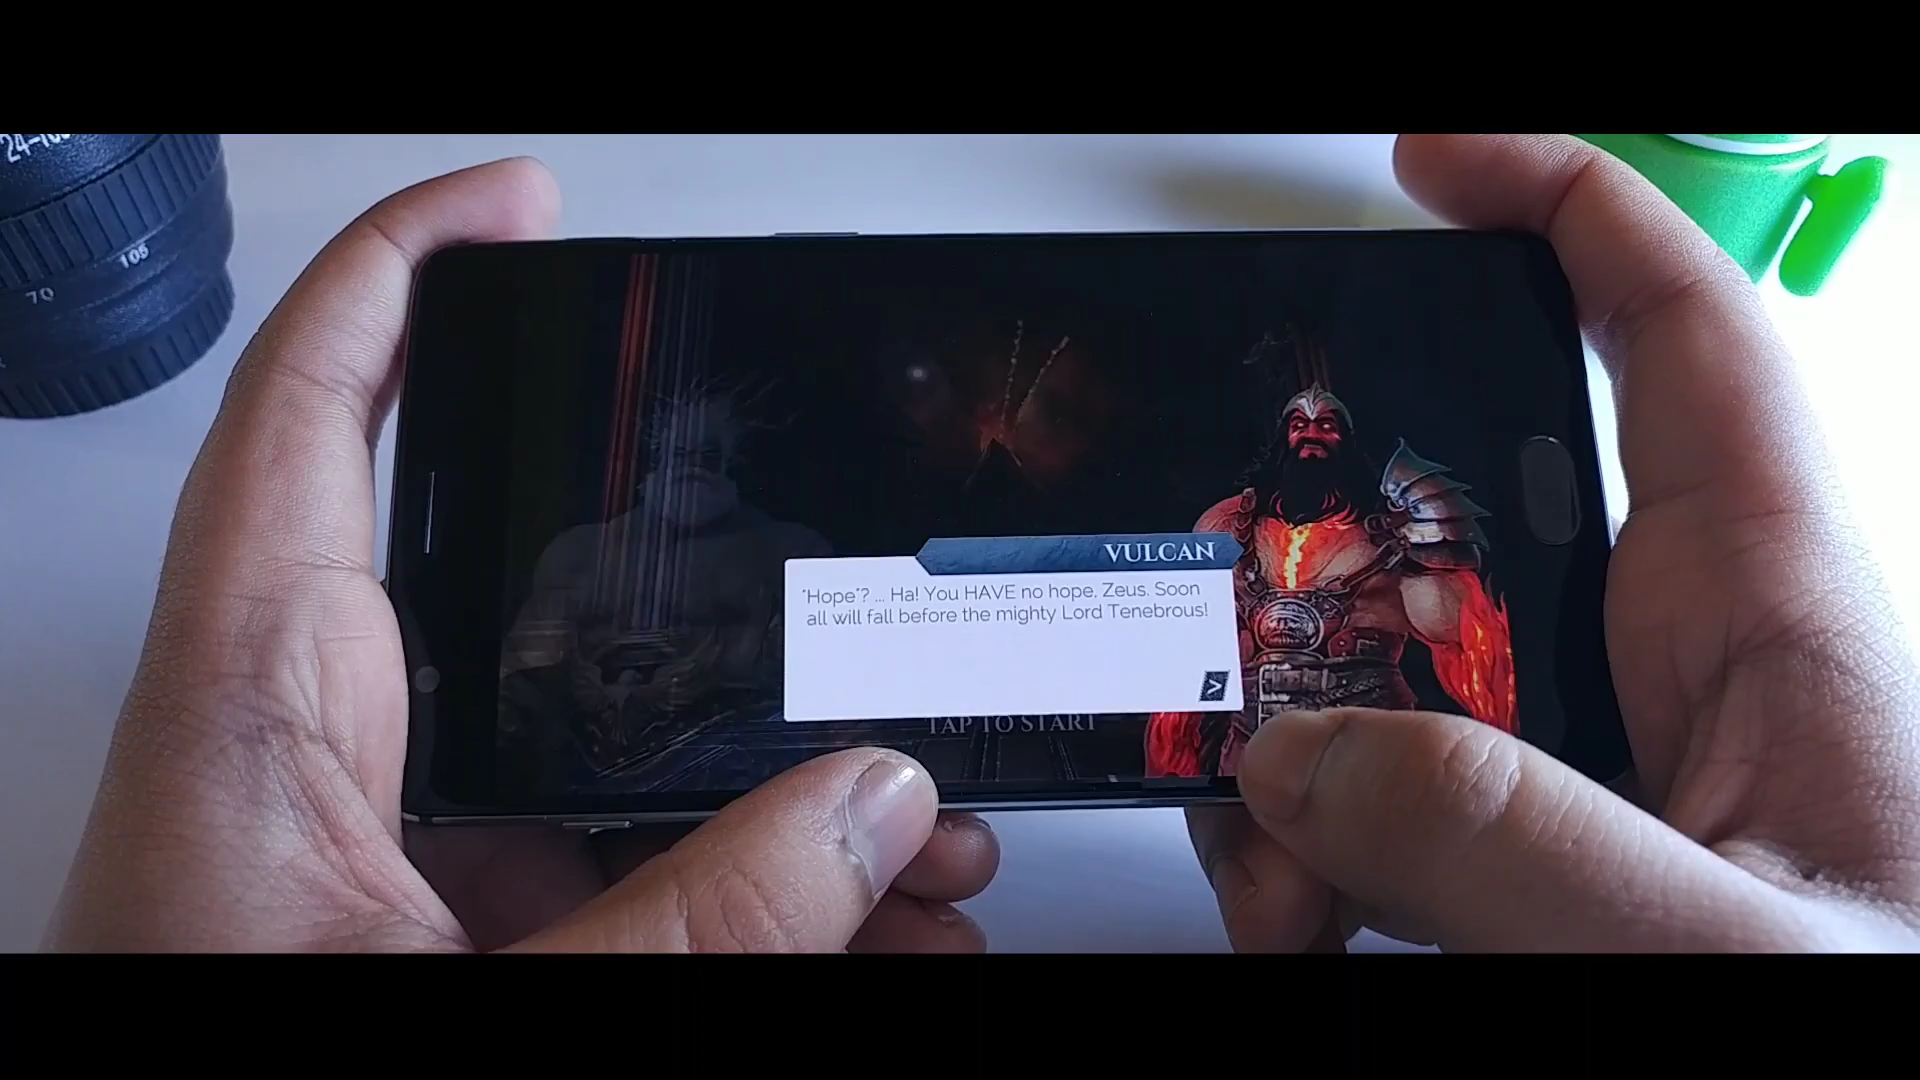 105
70
VULCAN
"Hope"? ... Ha! You HAVE no hope, Zeus. Soon
all will fall before the mighty Lord Tenebrous!
>
TAP TO START